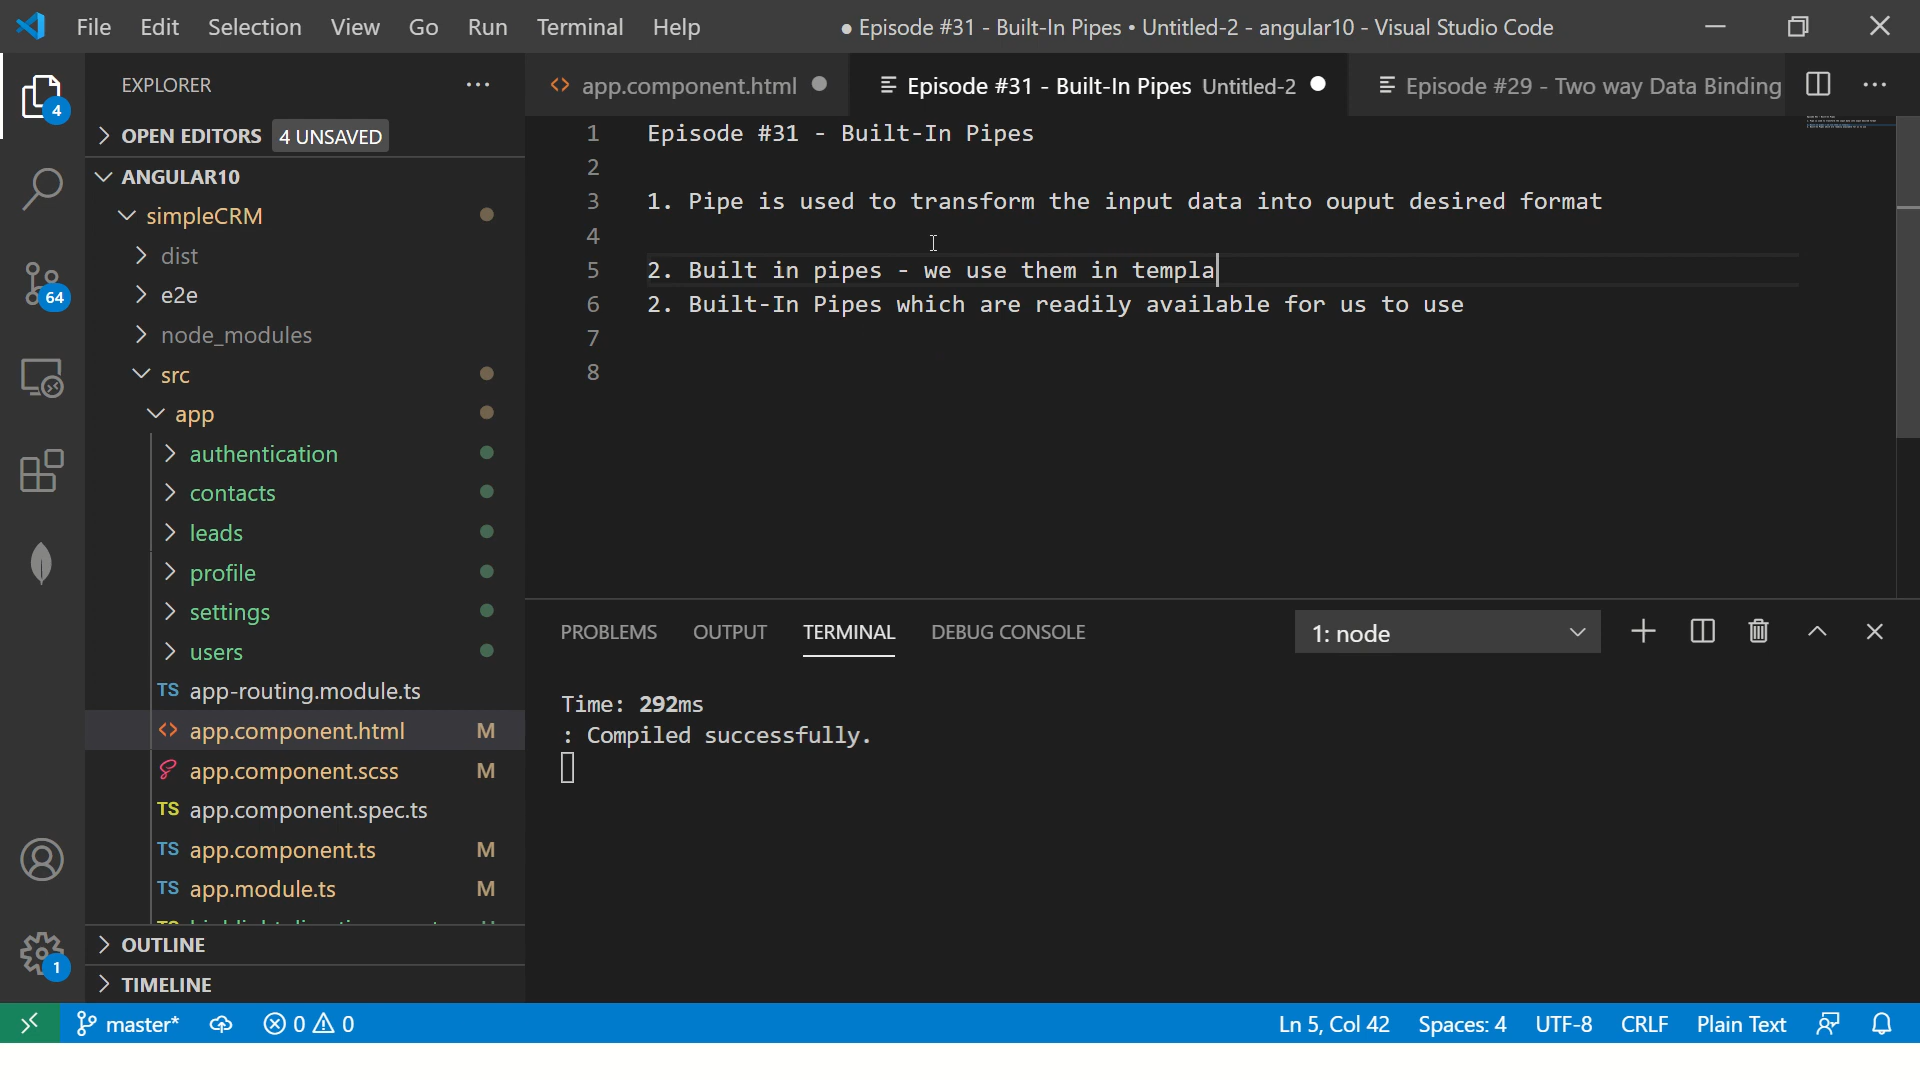 File Edit Selection View Go Run Terminal Help ● Episode #31 - Built-In Pipes • Untitled-2 - angular10 - Visual Studio Code
EXPLORER ···
app.component.html Episode #31 - Built-In Pipes Untitled-2 Episode #29 - Two way Data Binding
4
OPEN EDITORS 4 UNSAVED
ANGULAR10
simpleCRM
dist
e2e
64
node_modules
src
app
authentication
contacts
leads
profile
settings
users
TS app-routing.module.ts
<> app.component.html M
app.component.scss M
TS app.component.spec.ts
TS app.component.ts M
TS app.module.ts M
OUTLINE
1
TIMELINE
1 Episode #31 - Built-In Pipes
2
3 1. Pipe is used to transform the input data into ouput desired format
4
5 2. Built in pipes - we use them in templa
6 2. Built-In Pipes which are readily available for us to use
7
8
PROBLEMS OUTPUT TERMINAL DEBUG CONSOLE 1: node
Time: 292ms
: Compiled successfully.
master* 0 0 Ln 5, Col 42 Spaces: 4 UTF-8 CRLF Plain Text